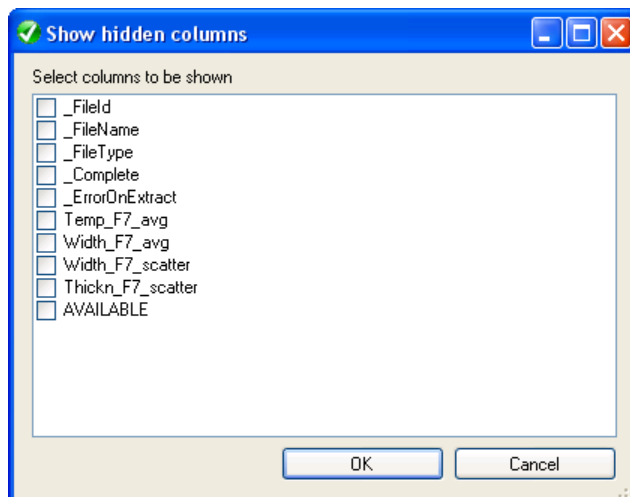 Show hidden columns
Select columns to be shown
_FileId
_FileName
_FileType
_Complete
_ErrorOnExtract
Temp_F7_avg
Width_F7_avg
Width_F7_scatter
Thickn_F7_scatter
AVAILABLE
OK Cancel